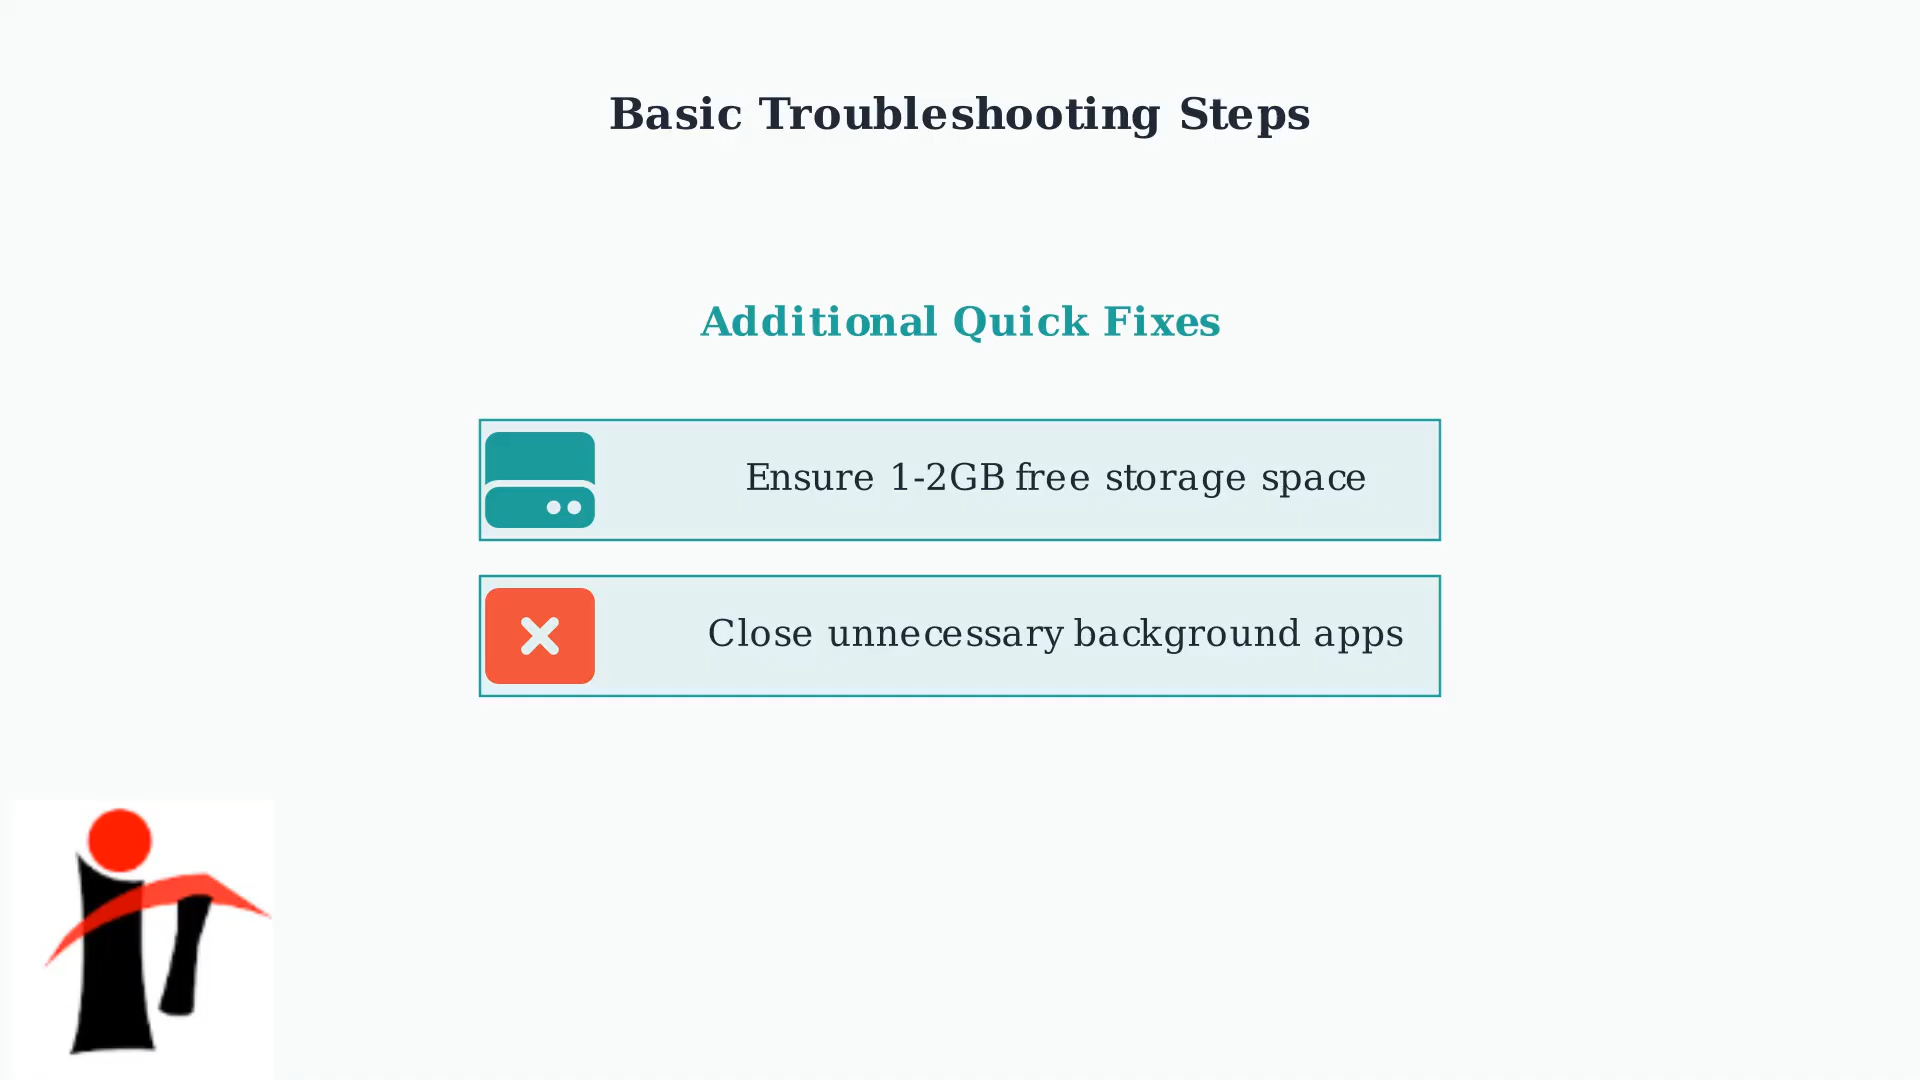 Basic Troubleshooting Steps
Additional Quick Fixes
Ensure 1-2GB free storage space
Close unnecessary background apps